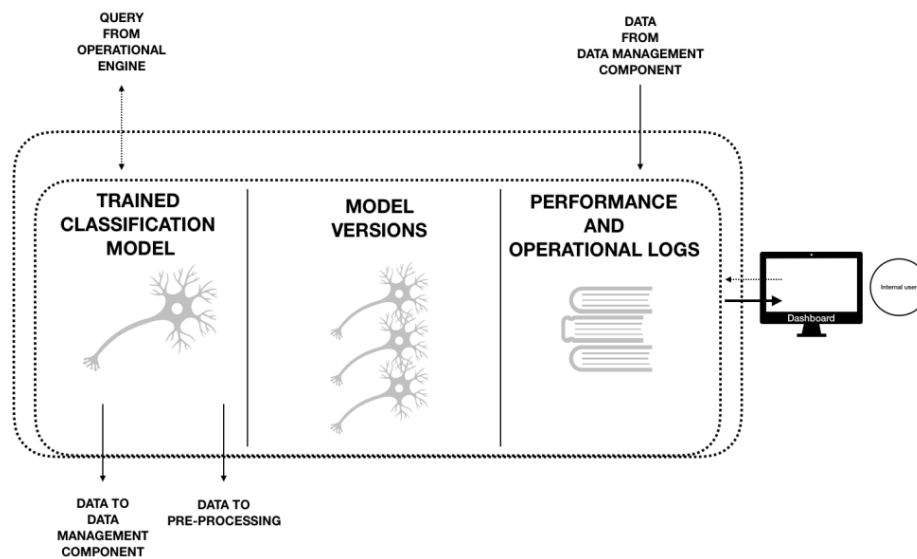 QUERY
FROM
OPERATIONAL
ENGINE
DATA
FROM
DATA MANAGEMENT
COMPONENT
TRAINED
CLASSIFICATION
MODEL
MODEL
VERSIONS
PERFORMANCE
AND
OPERATIONAL LOGS
Dashboard
Internal user
DATA TO
DATA
MANAGEMENT
COMPONENT
DATA TO
PRE-PROCESSING